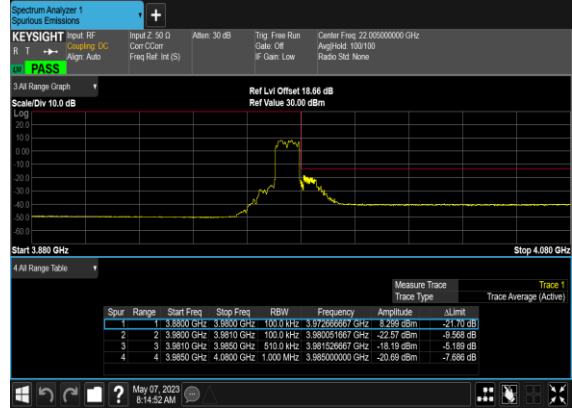 Spectrum Analyzer 1
Spurious Emissions
+
KEYSIGHT Input: RF Input Z: 50 Ω Atten: 30 dB Trig: Free Run Center Freq: 22.005000000 GHz
R T Coupling: DC Corr CCorr Gate: Off Avg|Hold: 100/100
Align: Auto Freq Ref: Int (S) IF Gain: Low Radio Std: None
PASS
3 All Range Graph
Ref Lvl Offset 18.66 dB
Scale/Div 10.0 dB Ref Value 30.00 dBm
Log
20.0
10.0
0.00
-10.0
-20.0
-30.0
-40.0
-50.0
-60.0
Start 3.880 GHz Stop 4.080 GHz
4 All Range Table
Measure Trace Trace 1
Trace Type Trace Average (Active)
Spur Range Start Freq Stop Freq RBW Frequency Amplitude ΔLimit
1 1 3.8800 GHz 3.9800 GHz 100.0 kHz 3.972666667 GHz 8.299 dBm -21.70 dB
2 2 3.9800 GHz 3.9810 GHz 100.0 kHz 3.980051667 GHz -22.57 dBm -9.568 dB
3 3 3.9810 GHz 3.9850 GHz 510.0 kHz 3.981526667 GHz -18.19 dBm -5.189 dB
4 4 3.9850 GHz 4.0800 GHz 1.000 MHz 3.985000000 GHz -20.69 dBm -7.686 dB
? May 07, 2023
8:14:52 AM